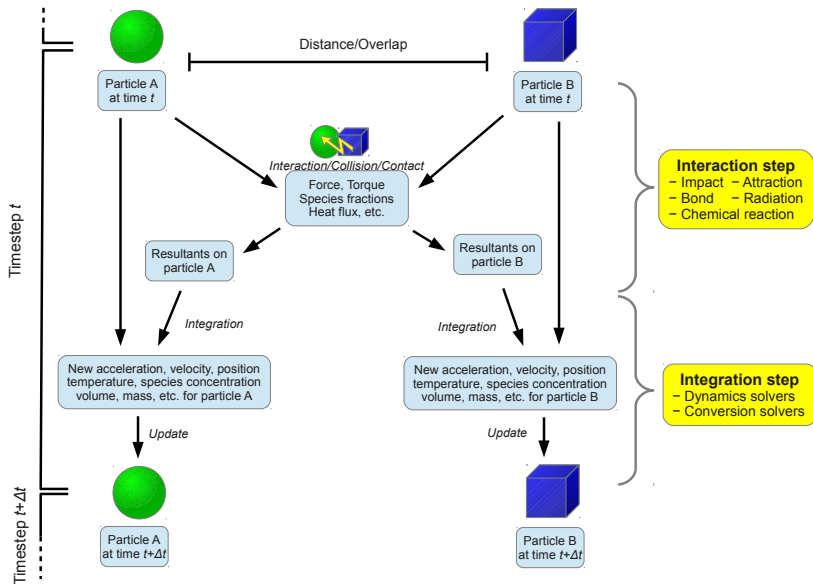 Distance/Overlap
Particle A
at time t
Particle B
at time t
Interaction/Collision/Contact
Force, Torque
Species fractions
Heat flux, etc.
Interaction step
− Impact − Attraction
− Bond − Radiation
− Chemical reaction
Timestep t
Resultants on
particle A
Resultants on
particle B
Integration
Integration
New acceleration, velocity, position
temperature, species concentration
volume, mass, etc. for particle A
New acceleration, velocity, position
temperature, species concentration
volume, mass, etc. for particle B
Integration step
− Dynamics solvers
− Conversion solvers
Update
Update
Timestep t+Δt
Particle A
at time t+Δt
Particle B
at time t+Δt